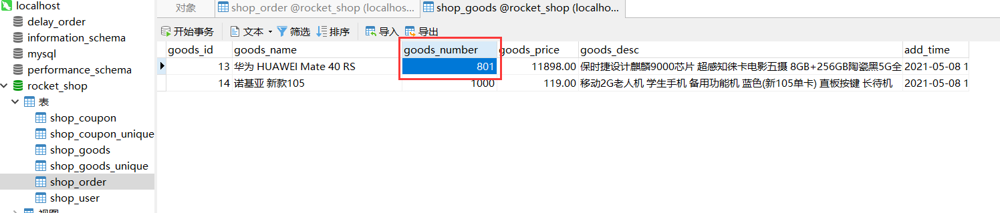 localhost
delay_order
information_schema
mysql
performance_schema
rocket_shop
表
shop_coupon
shop_coupon_unique
shop_goods
shop_goods_unique
shop_order
shop_user
对象 shop_order @rocket_shop (localhos... shop_goods @rocket_shop (localho...
开始事务 文本 筛选 排序 导入 导出
goods_id goods_name goods_number goods_price goods_desc add_time
13 华为 HUAWEI Mate 40 RS 801 11898.00 保时捷设计麒麟9000芯片 超感知徕卡电影五摄 8GB+256GB陶瓷黑5G全 2021-05-08 1
14 诺基亚 新款105 1000 119.00 移动2G老人机 学生手机 备用功能机 蓝色(新105单卡) 直板按键 长待机 2021-05-08 1